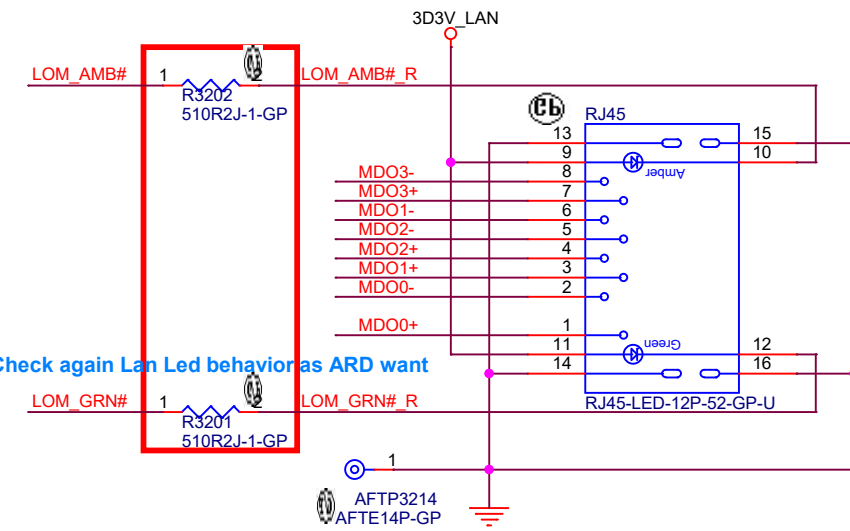 3D3V_LAN
LOM_AMB# 1 2 LOM_AMB#_R
R3202
510R2J-1-GP
RJ45
13 15
9 10
Amber
MDO3- 8
MDO3+ 7
MDO1- 6
MDO2- 5
MDO2+ 4
MDO1+ 3
MDO0- 2
MDO0+ 1
Green
11 12
14 16
Check again Lan Led behavior as ARD want
RJ45-LED-12P-52-GP-U
LOM_GRN# 1 2 LOM_GRN#_R
R3201
510R2J-1-GP
1
AFTP3214
AFTE14P-GP